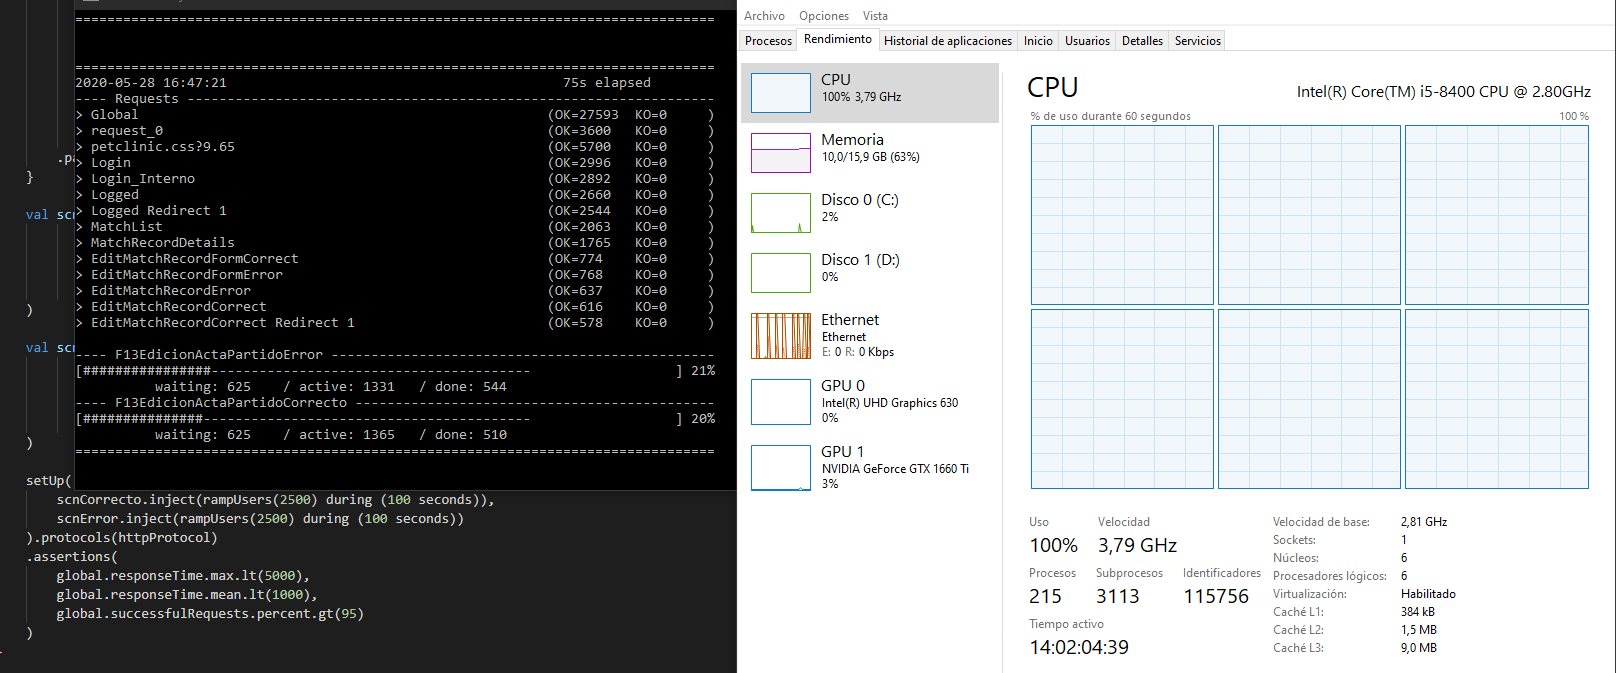 ================================================================================
================================================================================
2020-05-28 16:47:21 75s elapsed
---- Requests ------------------------------------------------------------------
> Global (OK=27593 KO=0 )
> request_0 (OK=3600 KO=0 )
> petclinic.css?9.65 (OK=5700 KO=0 )
> Login (OK=2996 KO=0 )
> Login_Interno (OK=2892 KO=0 )
> Logged (OK=2660 KO=0 )
> Logged Redirect 1 (OK=2544 KO=0 )
> MatchList (OK=2063 KO=0 )
> MatchRecordDetails (OK=1765 KO=0 )
> EditMatchRecordFormCorrect (OK=774 KO=0 )
> EditMatchRecordFormError (OK=768 KO=0 )
> EditMatchRecordError (OK=637 KO=0 )
> EditMatchRecordCorrect (OK=616 KO=0 )
> EditMatchRecordCorrect Redirect 1 (OK=578 KO=0 )
---- F13EdicionActaPartidoError ------------------------------------------------
[################---------------------------------------- ] 21%
waiting: 625 / active: 1331 / done: 544
---- F13EdicionActaPartidoCorrecto ---------------------------------------------
[###############----------------------------------------- ] 20%
waiting: 625 / active: 1365 / done: 510
================================================================================
.pa
}
val scn
)
val scn
)
setUp(
scnCorrecto.inject(rampUsers(2500) during (100 seconds)),
scnError.inject(rampUsers(2500) during (100 seconds))
).protocols(httpProtocol)
.assertions(
global.responseTime.max.lt(5000),
global.responseTime.mean.lt(1000),
global.successfulRequests.percent.gt(95)
)
Archivo Opciones Vista
Procesos Rendimiento Historial de aplicaciones Inicio Usuarios Detalles Servicios
CPU
100% 3,79 GHz
Memoria
10,0/15,9 GB (63%)
Disco 0 (C:)
2%
Disco 1 (D:)
0%
Ethernet
Ethernet
E: 0 R: 0 Kbps
GPU 0
Intel(R) UHD Graphics 630
0%
GPU 1
NVIDIA GeForce GTX 1660 Ti
3%
CPU Intel(R) Core(TM) i5-8400 CPU @ 2.80GHz
% de uso durante 60 segundos 100 %
Uso Velocidad
100% 3,79 GHz
Procesos Subprocesos Identificadores
215 3113 115756
Tiempo activo
14:02:04:39
Velocidad de base: 2,81 GHz
Sockets: 1
Núcleos: 6
Procesadores lógicos: 6
Virtualización: Habilitado
Caché L1: 384 kB
Caché L2: 1,5 MB
Caché L3: 9,0 MB